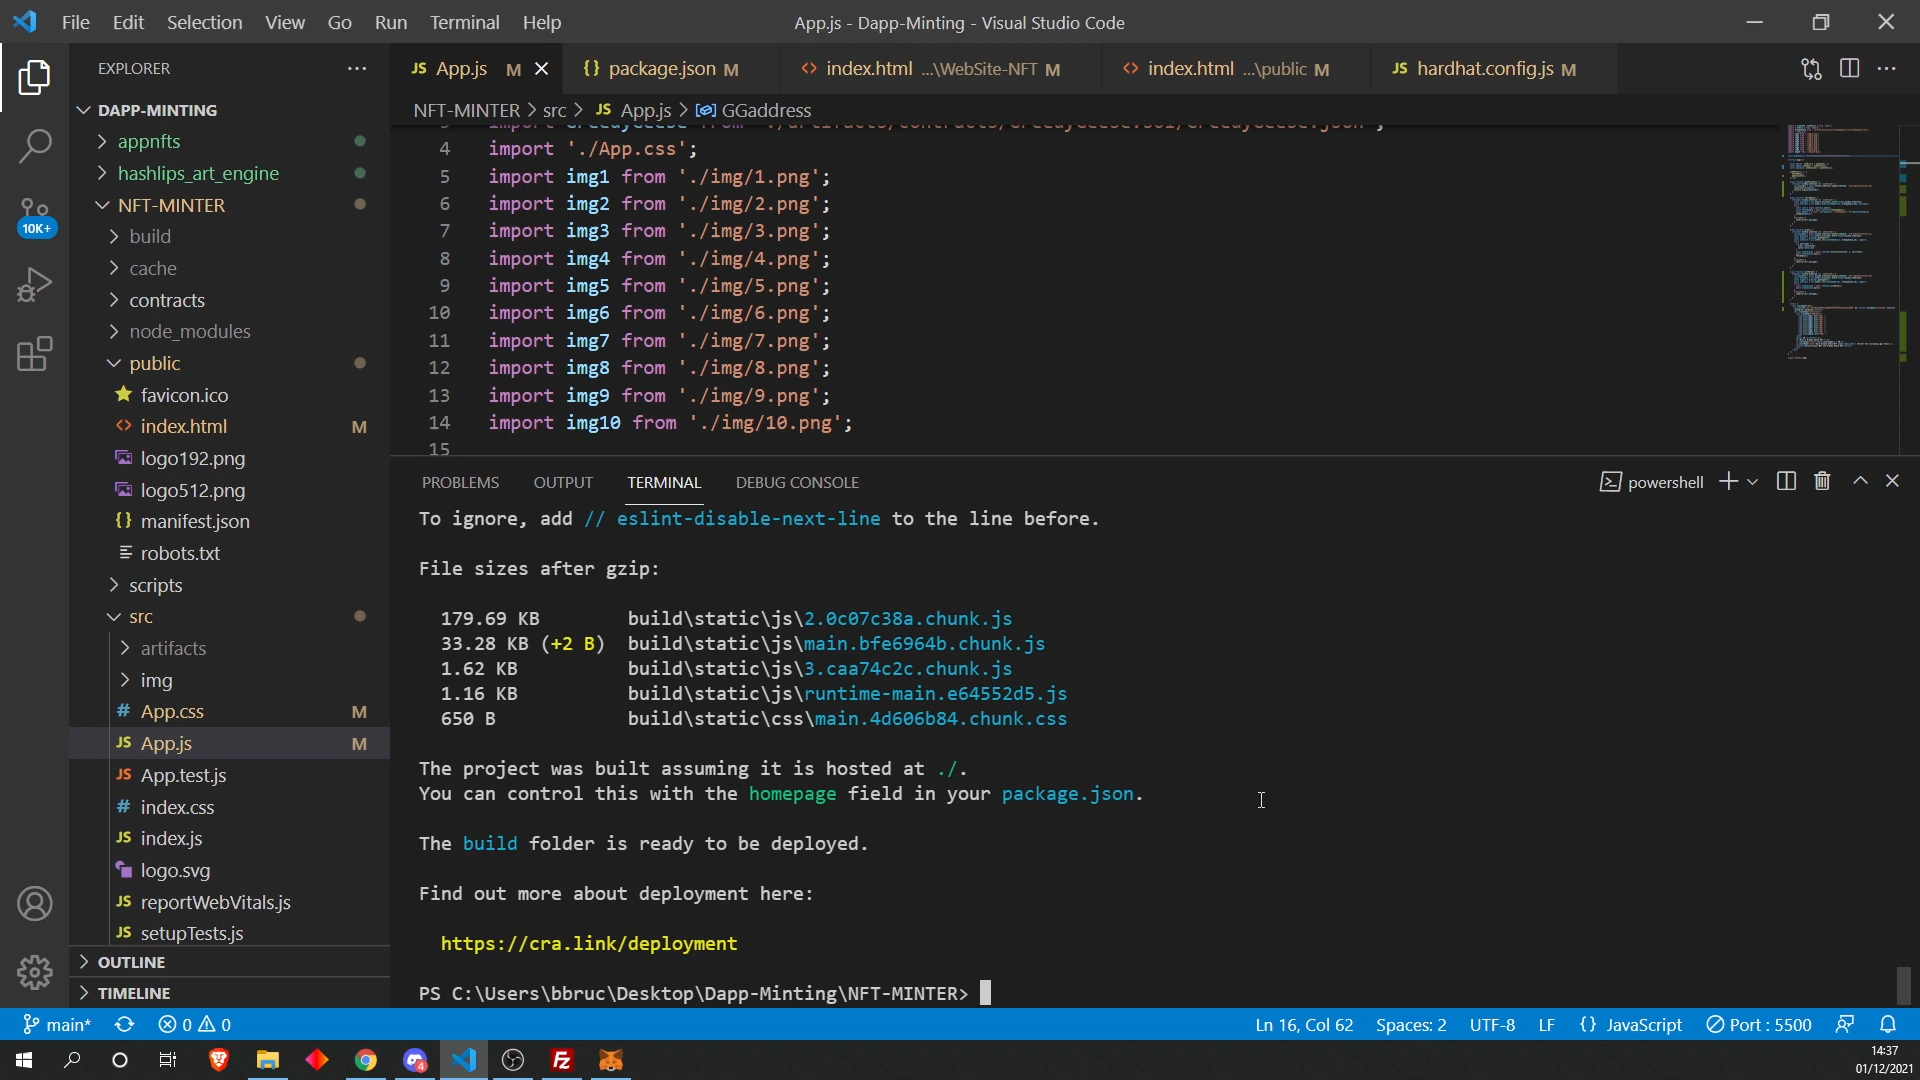 File Edit Selection View Go Run Terminal Help
App.js - Dapp-Minting - Visual Studio Code
EXPLORER
DAPP-MINTING
appnfts
hashlips_art_engine
NFT-MINTER
build
cache
contracts
node_modules
public
favicon.ico
index.html M
logo192.png
logo512.png
manifest.json
robots.txt
scripts
src
artifacts
img
App.css M
App.js M
App.test.js
index.css
index.js
logo.svg
reportWebVitals.js
setupTests.js
OUTLINE
TIMELINE
10K+
JS App.js M
{} package.json M
<> index.html ...\WebSite-NFT M
<> index.html ...\public M
JS hardhat.config.js M
NFT-MINTER > src > JS App.js > GGaddress
4 import './App.css';
5 import img1 from './img/1.png';
6 import img2 from './img/2.png';
7 import img3 from './img/3.png';
8 import img4 from './img/4.png';
9 import img5 from './img/5.png';
10 import img6 from './img/6.png';
11 import img7 from './img/7.png';
12 import img8 from './img/8.png';
13 import img9 from './img/9.png';
14 import img10 from './img/10.png';
15
PROBLEMS OUTPUT TERMINAL DEBUG CONSOLE
powershell
To ignore, add // eslint-disable-next-line to the line before.
File sizes after gzip:
179.69 KB build\static\js\2.0c07c38a.chunk.js
33.28 KB (+2 B) build\static\js\main.bfe6964b.chunk.js
1.62 KB build\static\js\3.caa74c2c.chunk.js
1.16 KB build\static\js\runtime-main.e64552d5.js
650 B build\static\css\main.4d606b84.chunk.css
The project was built assuming it is hosted at ./.
You can control this with the homepage field in your package.json.
The build folder is ready to be deployed.
Find out more about deployment here:
https://cra.link/deployment
PS C:\Users\bbruc\Desktop\Dapp-Minting\NFT-MINTER>
main* 0 0
Ln 16, Col 62 Spaces: 2 UTF-8 LF {} JavaScript Port : 5500
14:37
01/12/2021